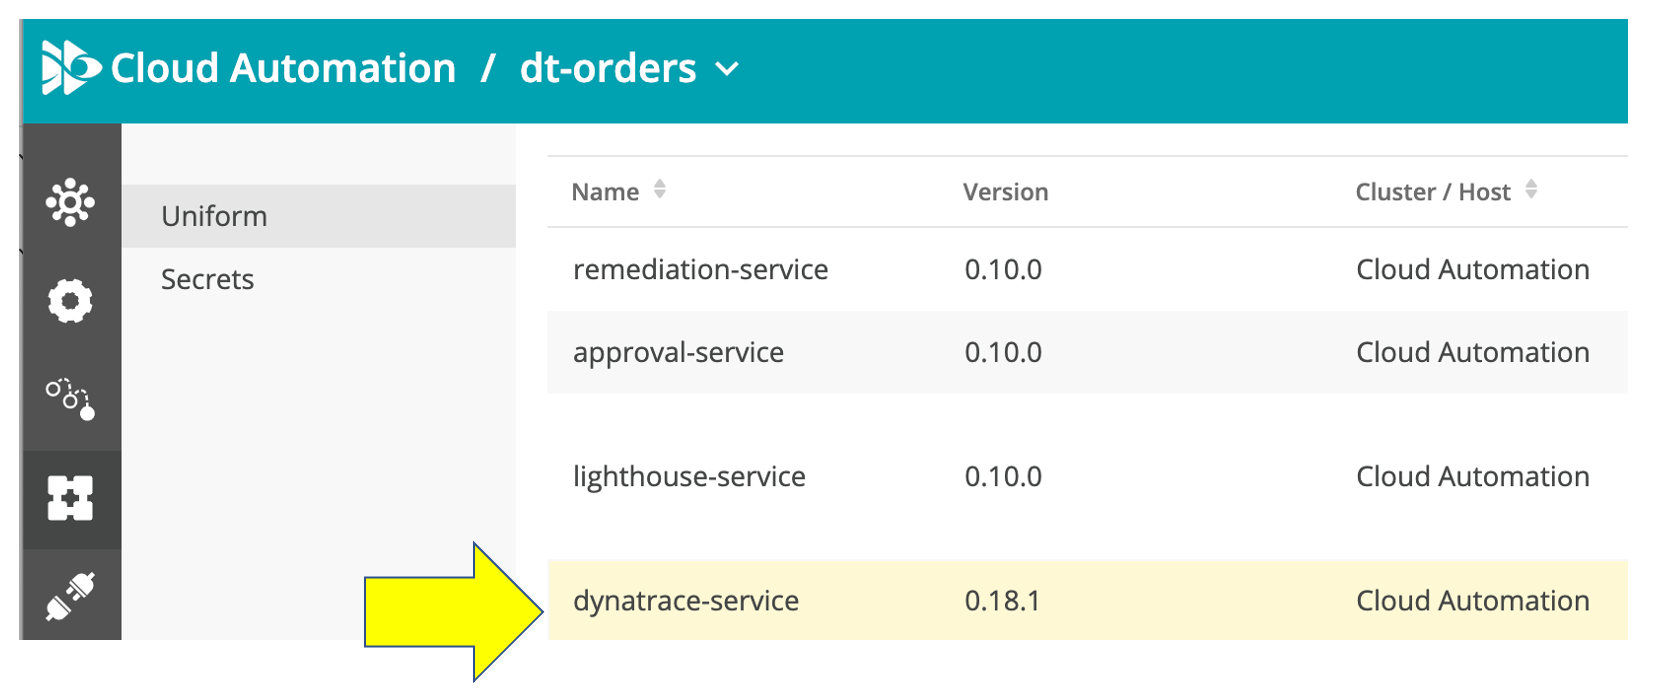 Cloud Automation / dt-orders
Uniform
Secrets
Name Version Cluster / Host
remediation-service 0.10.0 Cloud Automation
approval-service 0.10.0 Cloud Automation
lighthouse-service 0.10.0 Cloud Automation
dynatrace-service 0.18.1 Cloud Automation